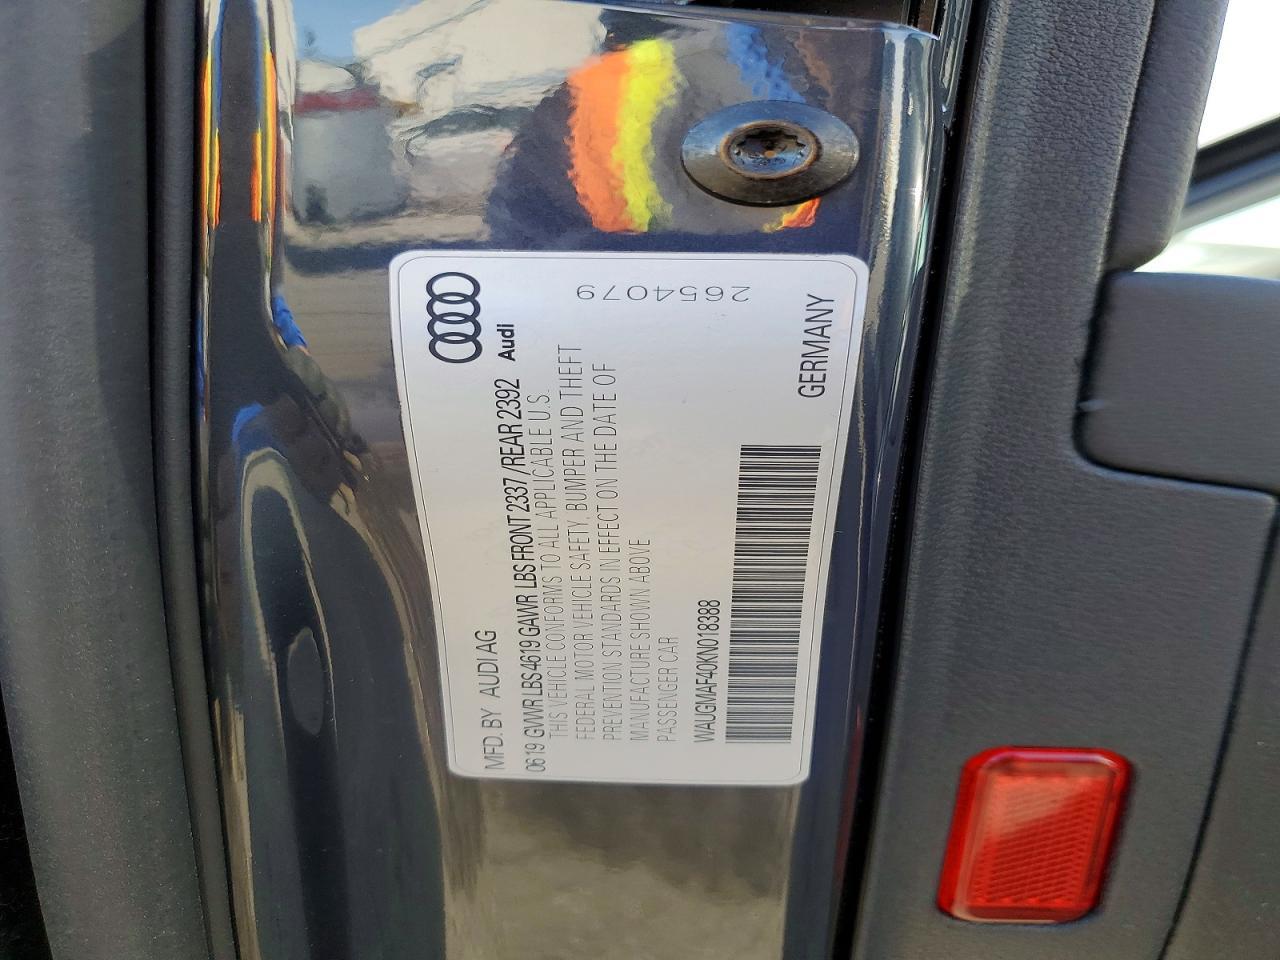 Audi
MFD. BY AUDI AG
0619 GVWR LBS 4619 GAWR LBS FRONT 2337 / REAR 2392
THIS VEHICLE CONFORMS TO ALL APPLICABLE U.S.
FEDERAL MOTOR VEHICLE SAFETY, BUMPER AND THEFT
PREVENTION STANDARDS IN EFFECT ON THE DATE OF
MANUFACTURE SHOWN ABOVE
PASSENGER CAR
WAUGMAF40KN018388
GERMANY
2654079